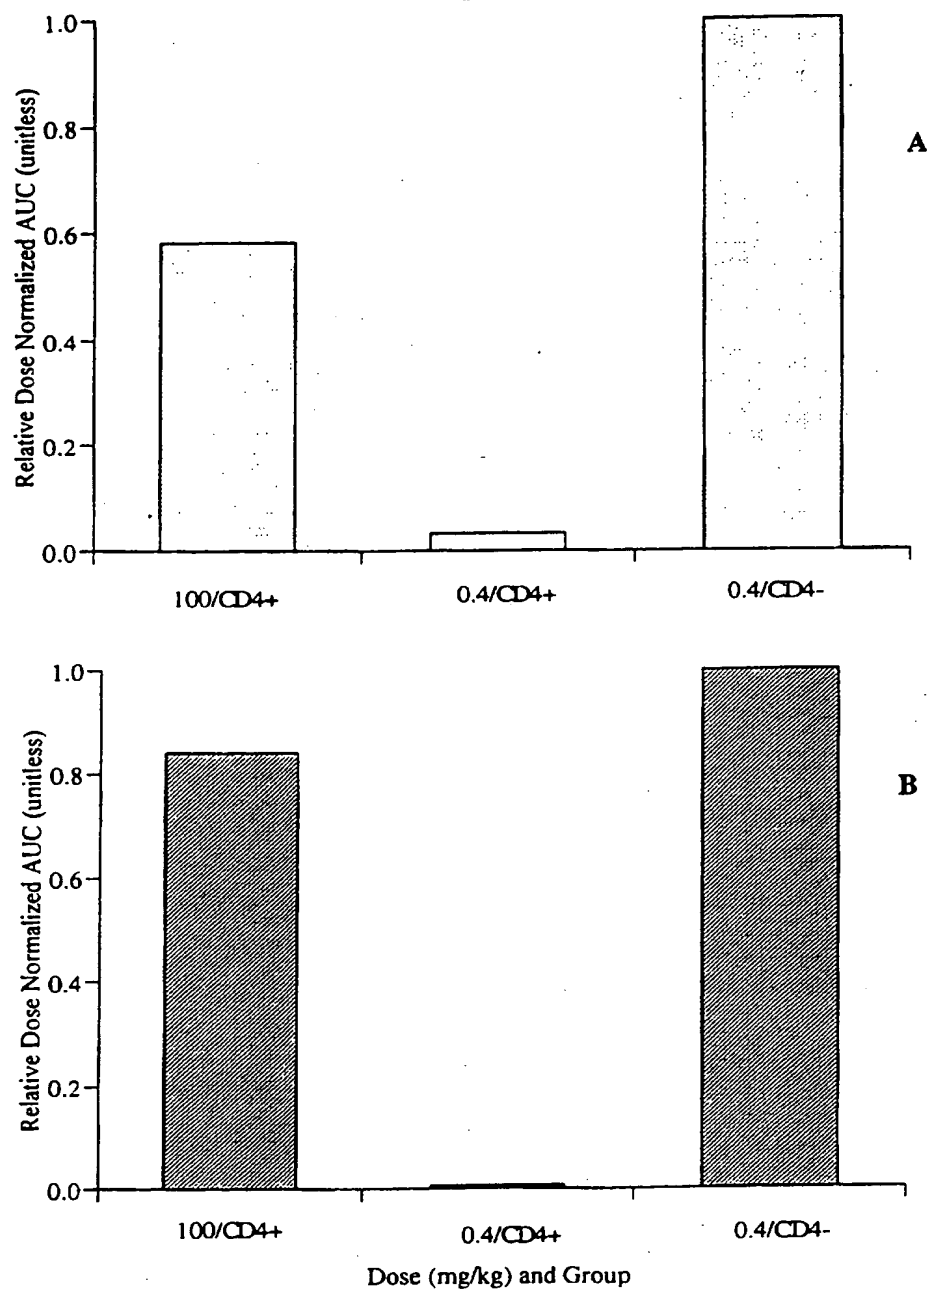 1.0
0.8
0.6
0.4
0.2
0.0
Relative Dose Normalized AUC (unitless)
A
100/CD4+ 0.4/CD4+ 0.4/CD4-
1.0
0.8
0.6
0.4
0.2
0.0
Relative Dose Normalized AUC (unitless)
B
100/CD4+ 0.4/CD4+ 0.4/CD4-
Dose (mg/kg) and Group